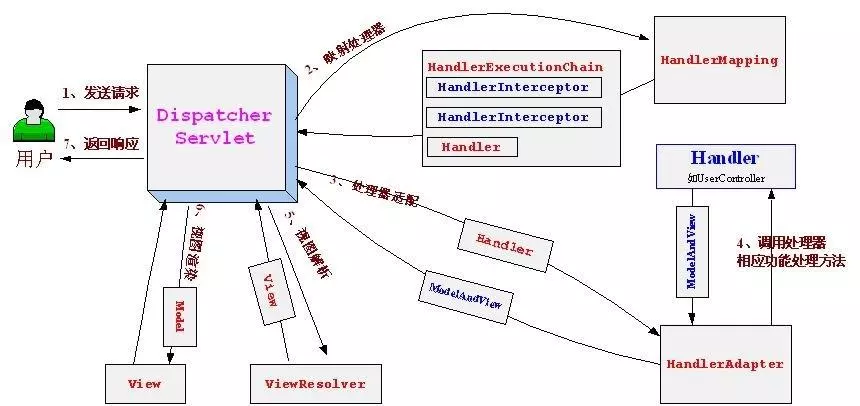 1、发送请求
7、返回响应
用户
Dispatcher
Servlet
2、映射处理器
HandlerExecutionChain
HandlerInterceptor
HandlerInterceptor
Handler
HandlerMapping
3、处理器适配
Handler
ModelAndView
Handler
如UserController
ModelAndView
4、调用处理器
相应功能处理方法
HandlerAdapter
5、视图解析
View
ViewResolver
6、视图渲染
Model
View